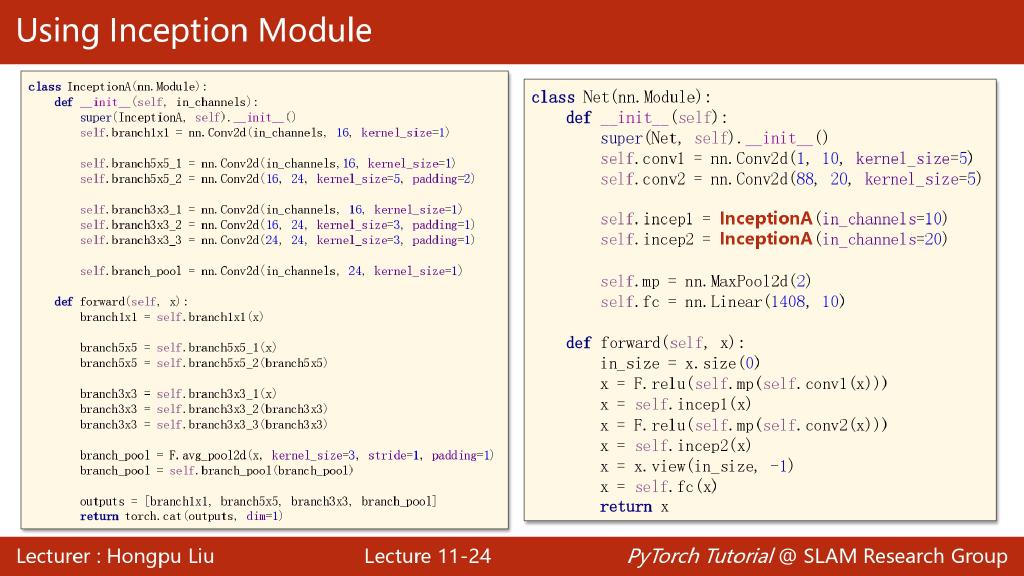 Using Inception Module
class InceptionA(nn.Module):
    def __init__(self, in_channels):
        super(InceptionA, self).__init__()
        self.branch1x1 = nn.Conv2d(in_channels, 16, kernel_size=1)

        self.branch5x5_1 = nn.Conv2d(in_channels,16, kernel_size=1)
        self.branch5x5_2 = nn.Conv2d(16, 24, kernel_size=5, padding=2)

        self.branch3x3_1 = nn.Conv2d(in_channels, 16, kernel_size=1)
        self.branch3x3_2 = nn.Conv2d(16, 24, kernel_size=3, padding=1)
        self.branch3x3_3 = nn.Conv2d(24, 24, kernel_size=3, padding=1)

        self.branch_pool = nn.Conv2d(in_channels, 24, kernel_size=1)

    def forward(self, x):
        branch1x1 = self.branch1x1(x)

        branch5x5 = self.branch5x5_1(x)
        branch5x5 = self.branch5x5_2(branch5x5)

        branch3x3 = self.branch3x3_1(x)
        branch3x3 = self.branch3x3_2(branch3x3)
        branch3x3 = self.branch3x3_3(branch3x3)

        branch_pool = F.avg_pool2d(x, kernel_size=3, stride=1, padding=1)
        branch_pool = self.branch_pool(branch_pool)

        outputs = [branch1x1, branch5x5, branch3x3, branch_pool]
        return torch.cat(outputs, dim=1)
class Net(nn.Module):
    def __init__(self):
        super(Net, self).__init__()
        self.conv1 = nn.Conv2d(1, 10, kernel_size=5)
        self.conv2 = nn.Conv2d(88, 20, kernel_size=5)

        self.incep1 = InceptionA(in_channels=10)
        self.incep2 = InceptionA(in_channels=20)

        self.mp = nn.MaxPool2d(2)
        self.fc = nn.Linear(1408, 10)

    def forward(self, x):
        in_size = x.size(0)
        x = F.relu(self.mp(self.conv1(x)))
        x = self.incep1(x)
        x = F.relu(self.mp(self.conv2(x)))
        x = self.incep2(x)
        x = x.view(in_size, -1)
        x = self.fc(x)
        return x
Lecturer : Hongpu Liu
Lecture 11-24
PyTorch Tutorial @ SLAM Research Group